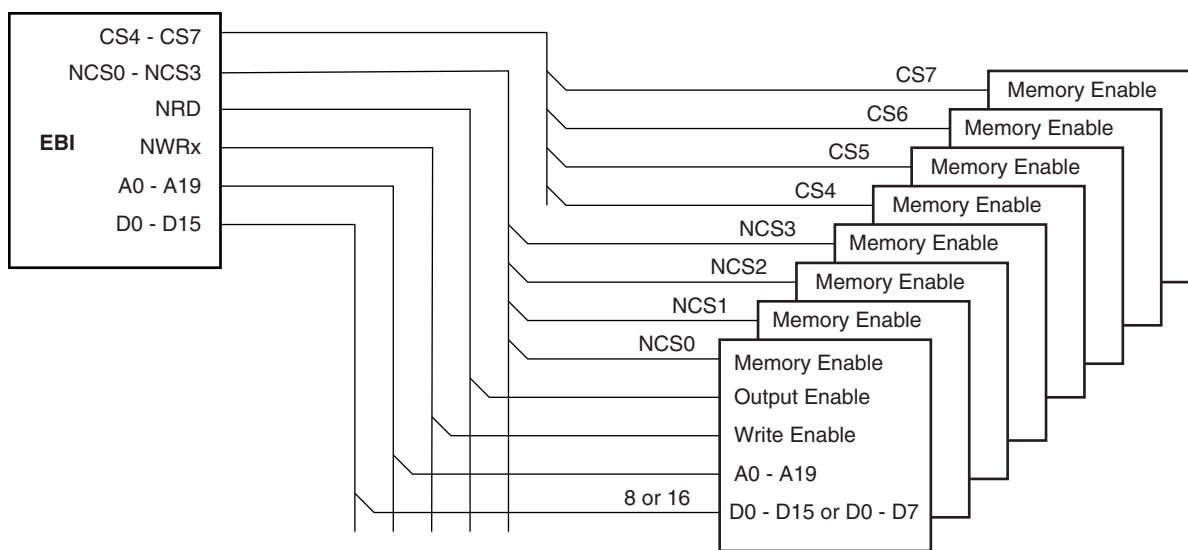 CS4 - CS7
NCS0 - NCS3
NRD
EBI
NWRx
A0 - A19
D0 - D15
CS7
Memory Enable
CS6
Memory Enable
CS5
Memory Enable
CS4
Memory Enable
NCS3
Memory Enable
NCS2
Memory Enable
NCS1
Memory Enable
NCS0
Memory Enable
Output Enable
Write Enable
A0 - A19
8 or 16
D0 - D15 or D0 - D7